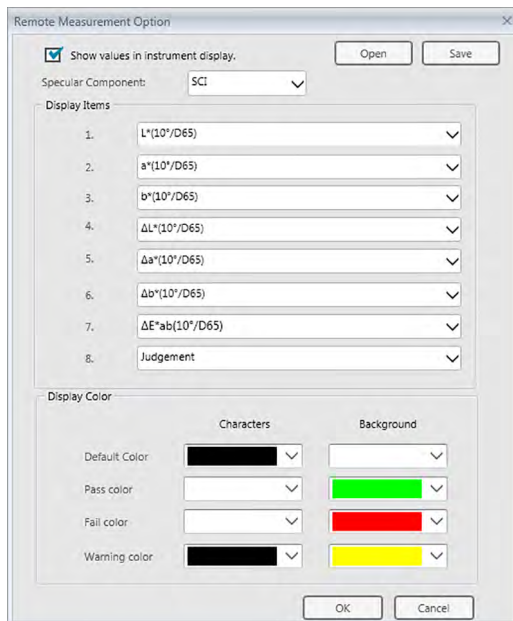 Remote Measurement Option
Show values in instrument display.
Open
Save
Specular Component:
SCI
Display Items
1. L*(10°/D65)
2. a*(10°/D65)
3. b*(10°/D65)
4. ΔL*(10°/D65)
5. Δa*(10°/D65)
6. Δb*(10°/D65)
7. ΔE*ab(10°/D65)
8. Judgement
Display Color
Characters Background
Default Color
Pass color
Fail color
Warning color
OK
Cancel